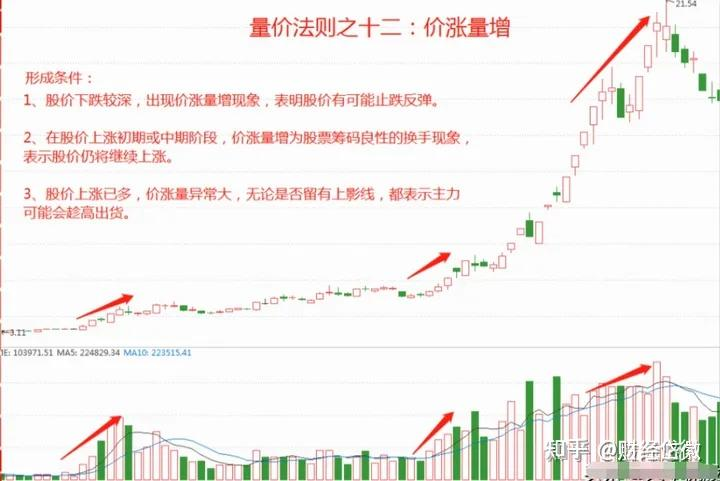 21.54
量价法则之十二：价涨量增
形成条件：
1、股价下跌较深，出现价涨量增现象，表明股价有可能止跌反弹。
2、在股价上涨初期或中期阶段，价涨量增为股票筹码良性的换手现象，
表示股价仍将继续上涨。
3、股价上涨已多，价涨量异常大，无论是否留有上影线，都表示主力
可能会趁高出货。
3.11
IE: 103971.51 MA5: 224829.34 MA10: 223515.41
知乎 @财经信徽